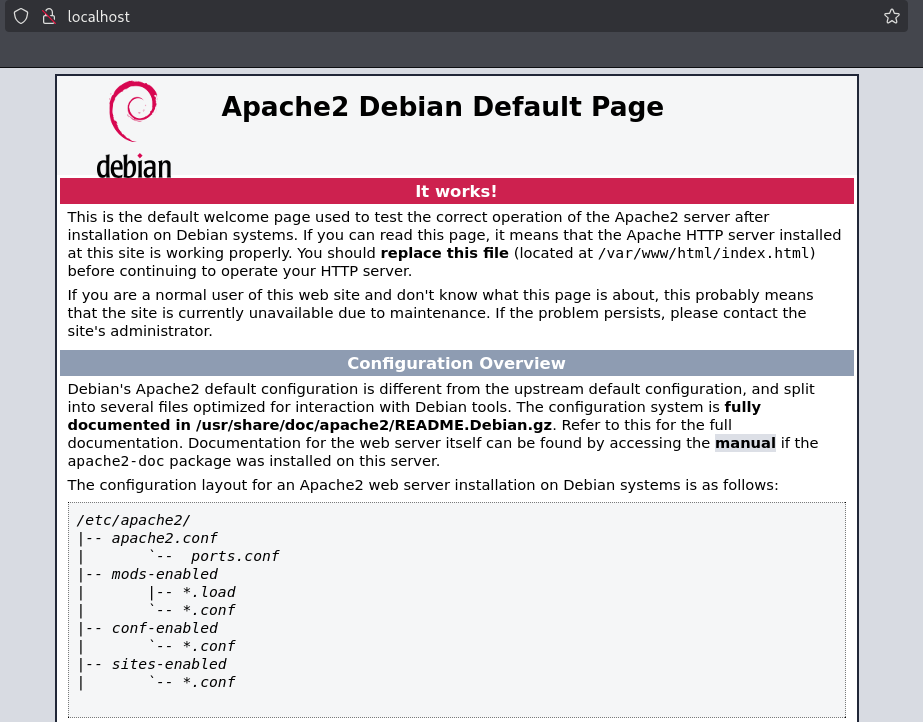 localhost
Apache2 Debian Default Page
debian
It works!
This is the default welcome page used to test the correct operation of the Apache2 server after
installation on Debian systems. If you can read this page, it means that the Apache HTTP server installed
at this site is working properly. You should replace this file (located at /var/www/html/index.html)
before continuing to operate your HTTP server.
If you are a normal user of this web site and don't know what this page is about, this probably means
that the site is currently unavailable due to maintenance. If the problem persists, please contact the
site's administrator.
Configuration Overview
Debian's Apache2 default configuration is different from the upstream default configuration, and split
into several files optimized for interaction with Debian tools. The configuration system is fully
documented in /usr/share/doc/apache2/README.Debian.gz. Refer to this for the full
documentation. Documentation for the web server itself can be found by accessing the manual if the
apache2-doc package was installed on this server.
The configuration layout for an Apache2 web server installation on Debian systems is as follows:
/etc/apache2/
|-- apache2.conf
|       `--  ports.conf
|-- mods-enabled
|       |-- *.load
|       `-- *.conf
|-- conf-enabled
|       `-- *.conf
|-- sites-enabled
|       `-- *.conf